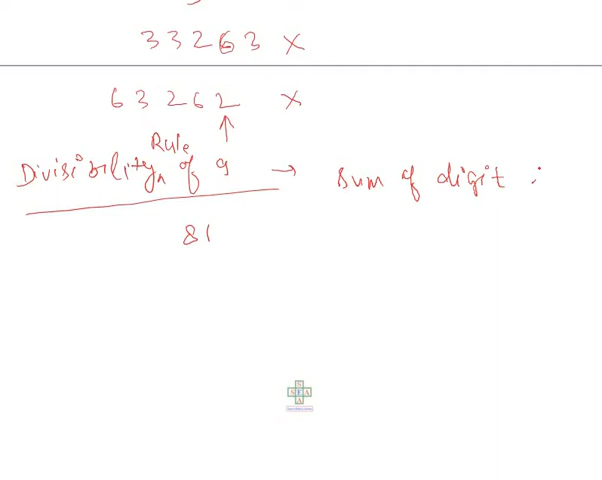 33263 ×
63262 ×
Rule
Divisibility ^ of 9 → sum of digit :
81